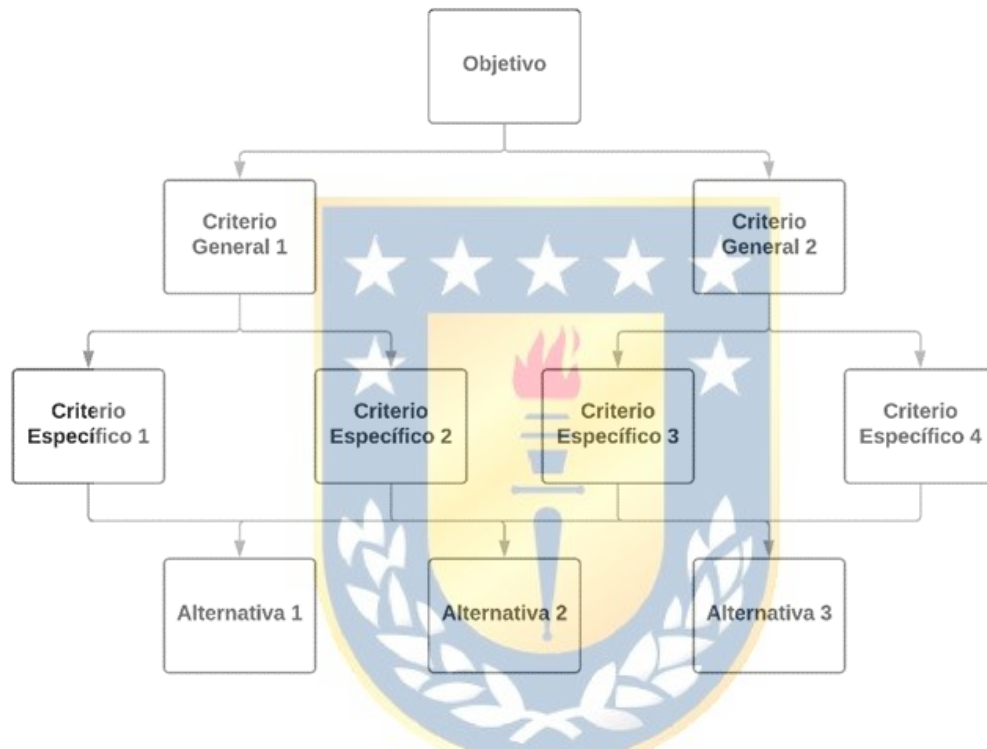 Objetivo
Criterio
General 1
Criterio
General 2
Criterio
Específico 1
Criterio
Específico 2
Criterio
Específico 3
Criterio
Específico 4
Alternativa 1
Alternativa 2
Alternativa 3